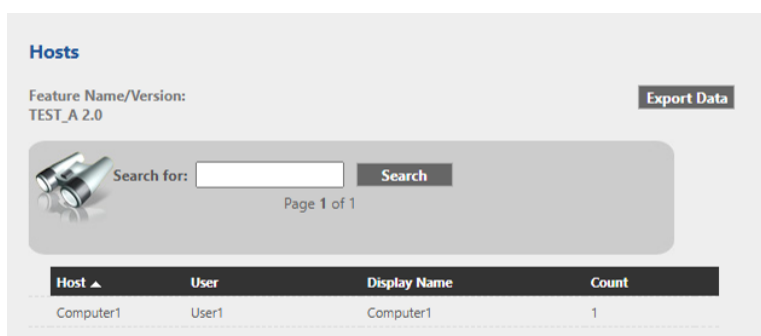 Hosts
Feature Name/Version:
TEST_A 2.0
Export Data
Search for:
Search
Page 1 of 1
Host User Display Name Count
Computer1 User1 Computer1 1